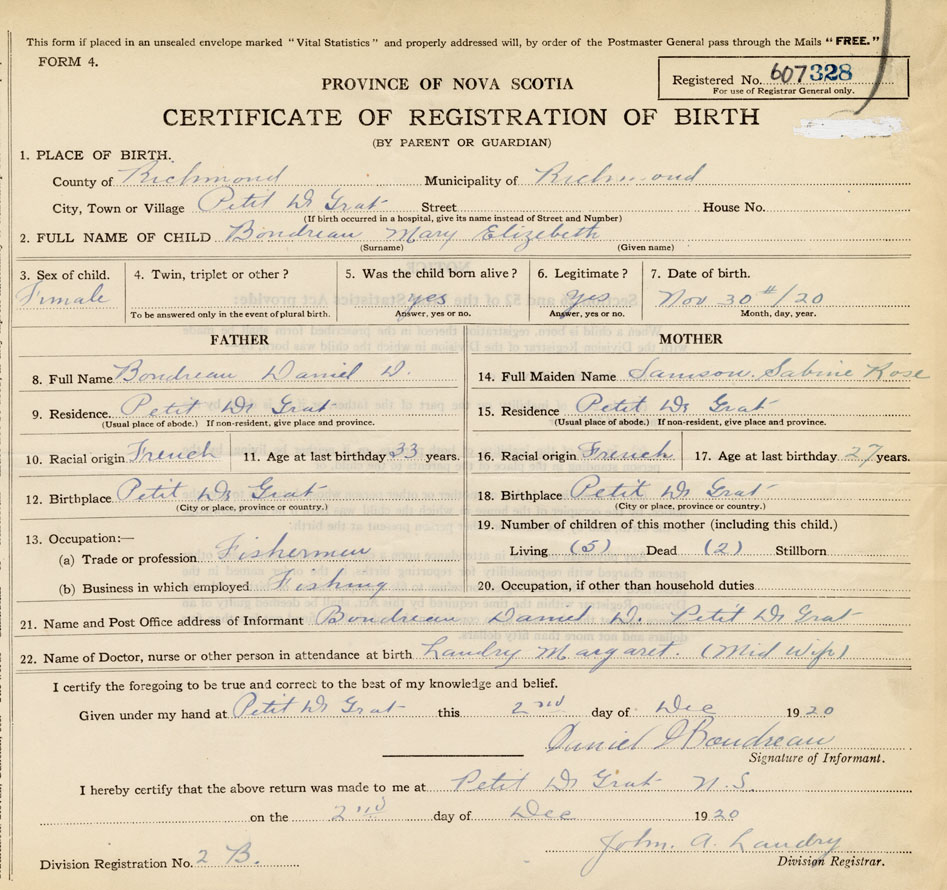 This form if placed in an unsealed envelope marked "Vital Statistics" and properly addressed will, by order of the Postmaster General pass through the Mails "FREE."
FORM 4.
PROVINCE OF NOVA SCOTIA
Registered No. 607328
For use of Registrar General only.
CERTIFICATE OF REGISTRATION OF BIRTH
(BY PARENT OR GUARDIAN)
1. PLACE OF BIRTH.
County of Richmond Municipality of Richmond
City, Town or Village Petit De Grat Street House No.
(If birth occurred in a hospital, give its name instead of Street and Number)
2. FULL NAME OF CHILD Boudreau Mary Elizebeth
(Surname) (Given name)
3. Sex of child. 4. Twin, triplet or other? 5. Was the child born alive? 6. Legitimate? 7. Date of birth.
Female yes Yes Nov 30th/20
To be answered only in the event of plural birth. Answer, yes or no. Answer, yes or no. Month, day, year.
FATHER MOTHER
8. Full Name Boudreau Daniel D. 14. Full Maiden Name Samson. Sabine Rose
9. Residence. Petit De Grat 15. Residence Petit De Grat
(Usual place of abode.) If non-resident, give place and province. (Usual place of abode.) If non-resident, give place and province.
10. Racial origin French 11. Age at last birthday 33 years. 16. Racial origin French 17. Age at last birthday 27 years.
12. Birthplace Petit De Grat 18. Birthplace Petit De Grat
(City or place, province or country.) (City or place, province or country.)
19. Number of children of this mother (including this child.)
13. Occupation:—
(a) Trade or profession. Fisherman Living (5) Dead (2) Stillborn
(b) Business in which employed Fishing 20. Occupation, if other than household duties
21. Name and Post Office address of Informant Boudreau Daniel D. Petit De Grat
22. Name of Doctor, nurse or other person in attendance at birth Landry Margaret. (Mid Wife)
I certify the foregoing to be true and correct to the best of my knowledge and belief.
Given under my hand at Petit De Grat this 2nd day of Dec 1920
Daniel D Boudreau
Signature of Informant.
I hereby certify that the above return was made to me at Petit De Grat N.S.
on the 2nd day of Dec 1920
John. A. Landry
Division Registration No. 2 B. Division Registrar.